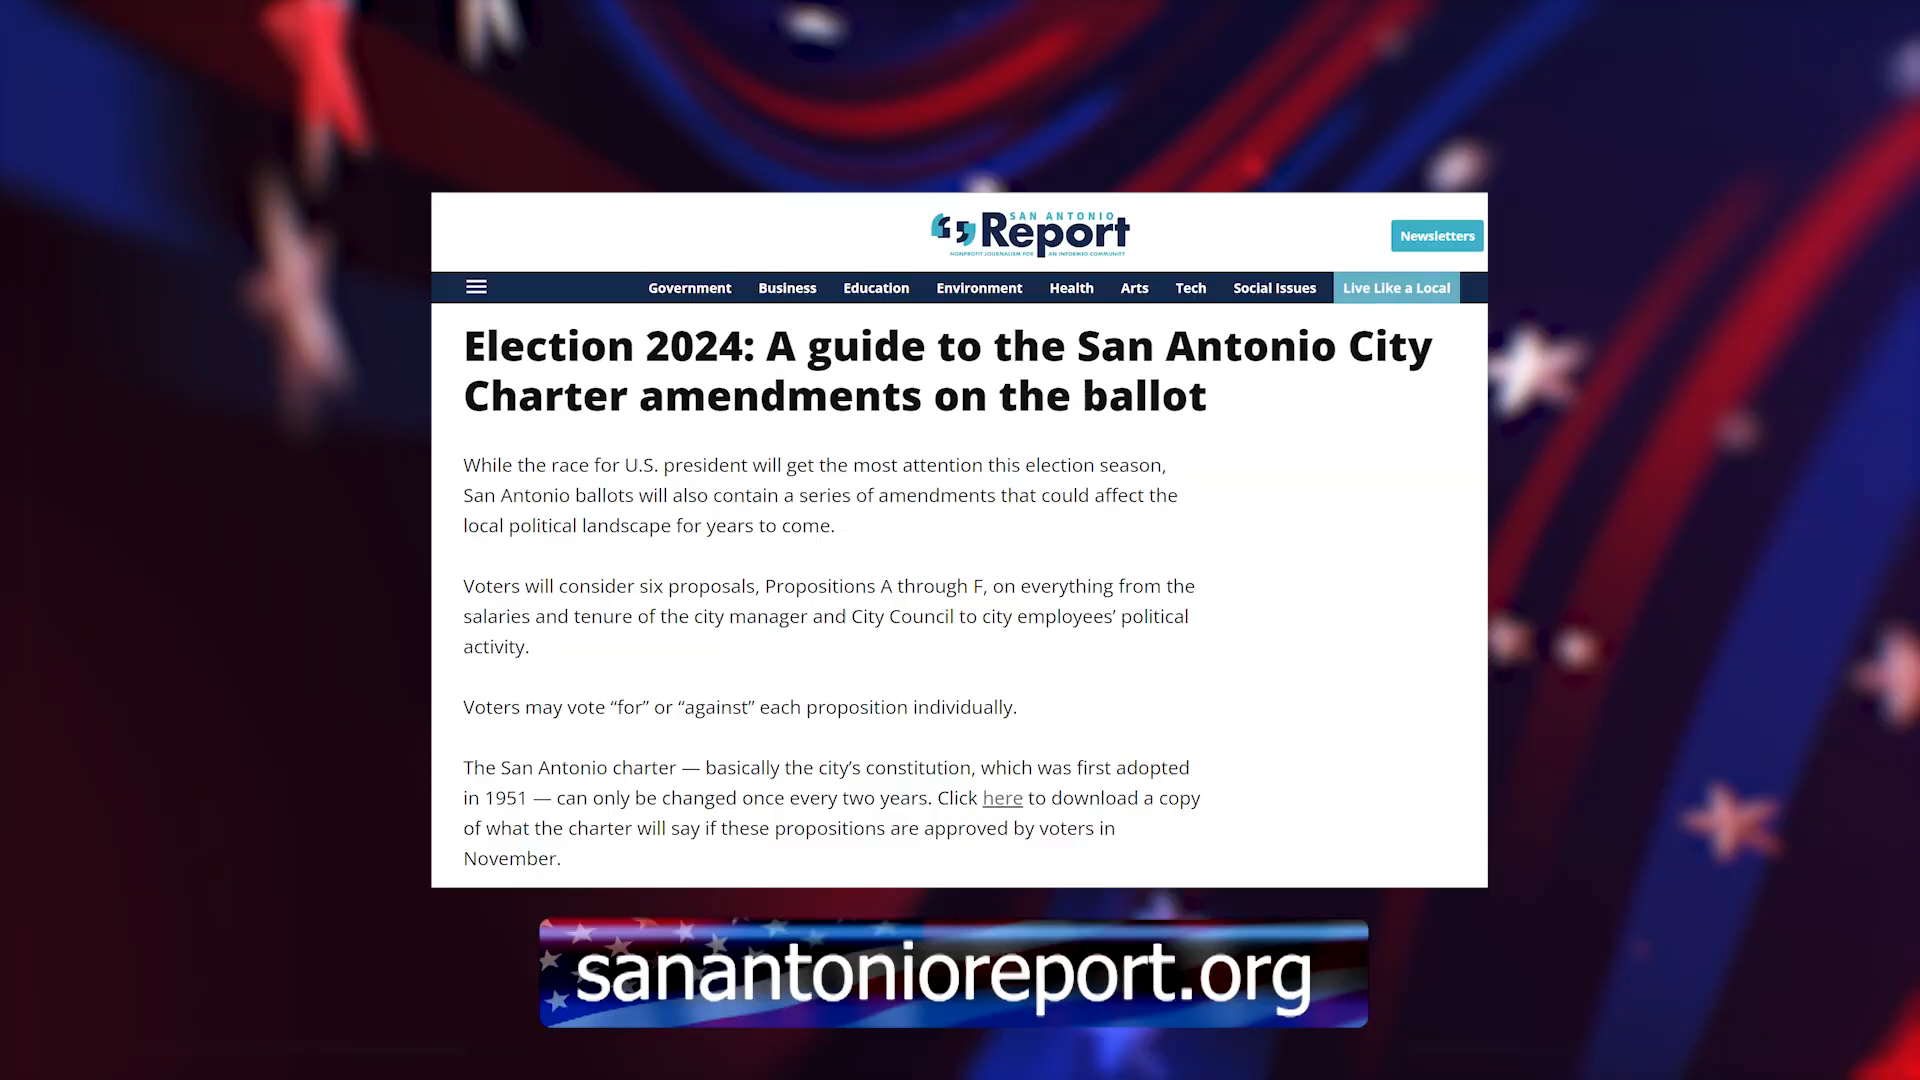 SAN ANTONIO
Report
NONPROFIT JOURNALISM FOR AN INFORMED COMMUNITY
Newsletters
Government Business Education Environment Health Arts Tech Social Issues Live Like a Local
Election 2024: A guide to the San Antonio City
Charter amendments on the ballot
While the race for U.S. president will get the most attention this election season,
San Antonio ballots will also contain a series of amendments that could affect the
local political landscape for years to come.
Voters will consider six proposals, Propositions A through F, on everything from the
salaries and tenure of the city manager and City Council to city employees’ political
activity.
Voters may vote “for” or “against” each proposition individually.
The San Antonio charter — basically the city’s constitution, which was first adopted
in 1951 — can only be changed once every two years. Click here to download a copy
of what the charter will say if these propositions are approved by voters in
November.
sanantonioreport.org